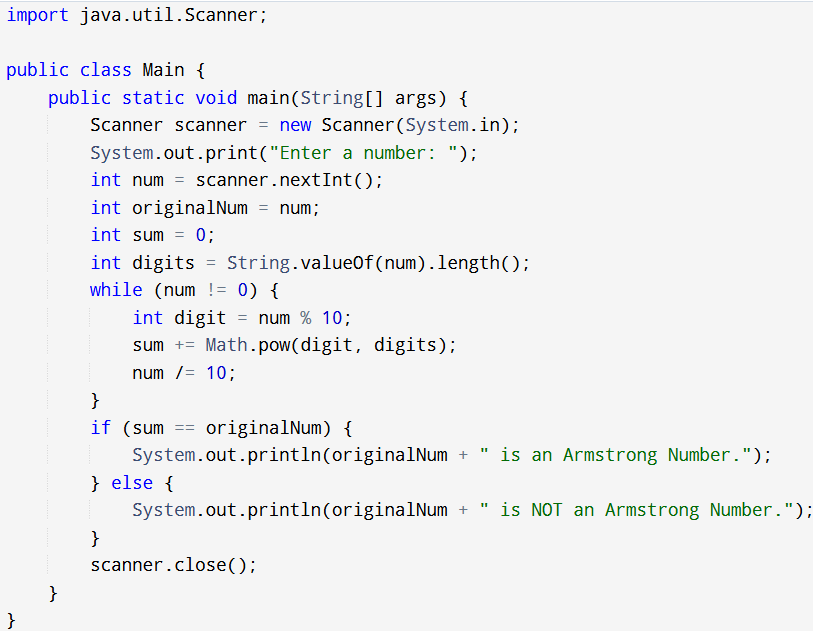 import java.util.Scanner;

public class Main {
    public static void main(String[] args) {
        Scanner scanner = new Scanner(System.in);
        System.out.print("Enter a number: ");
        int num = scanner.nextInt();
        int originalNum = num;
        int sum = 0;
        int digits = String.valueOf(num).length();
        while (num != 0) {
            int digit = num % 10;
            sum += Math.pow(digit, digits);
            num /= 10;
        }
        if (sum == originalNum) {
            System.out.println(originalNum + " is an Armstrong Number.");
        } else {
            System.out.println(originalNum + " is NOT an Armstrong Number.");
        }
        scanner.close();
    }
}